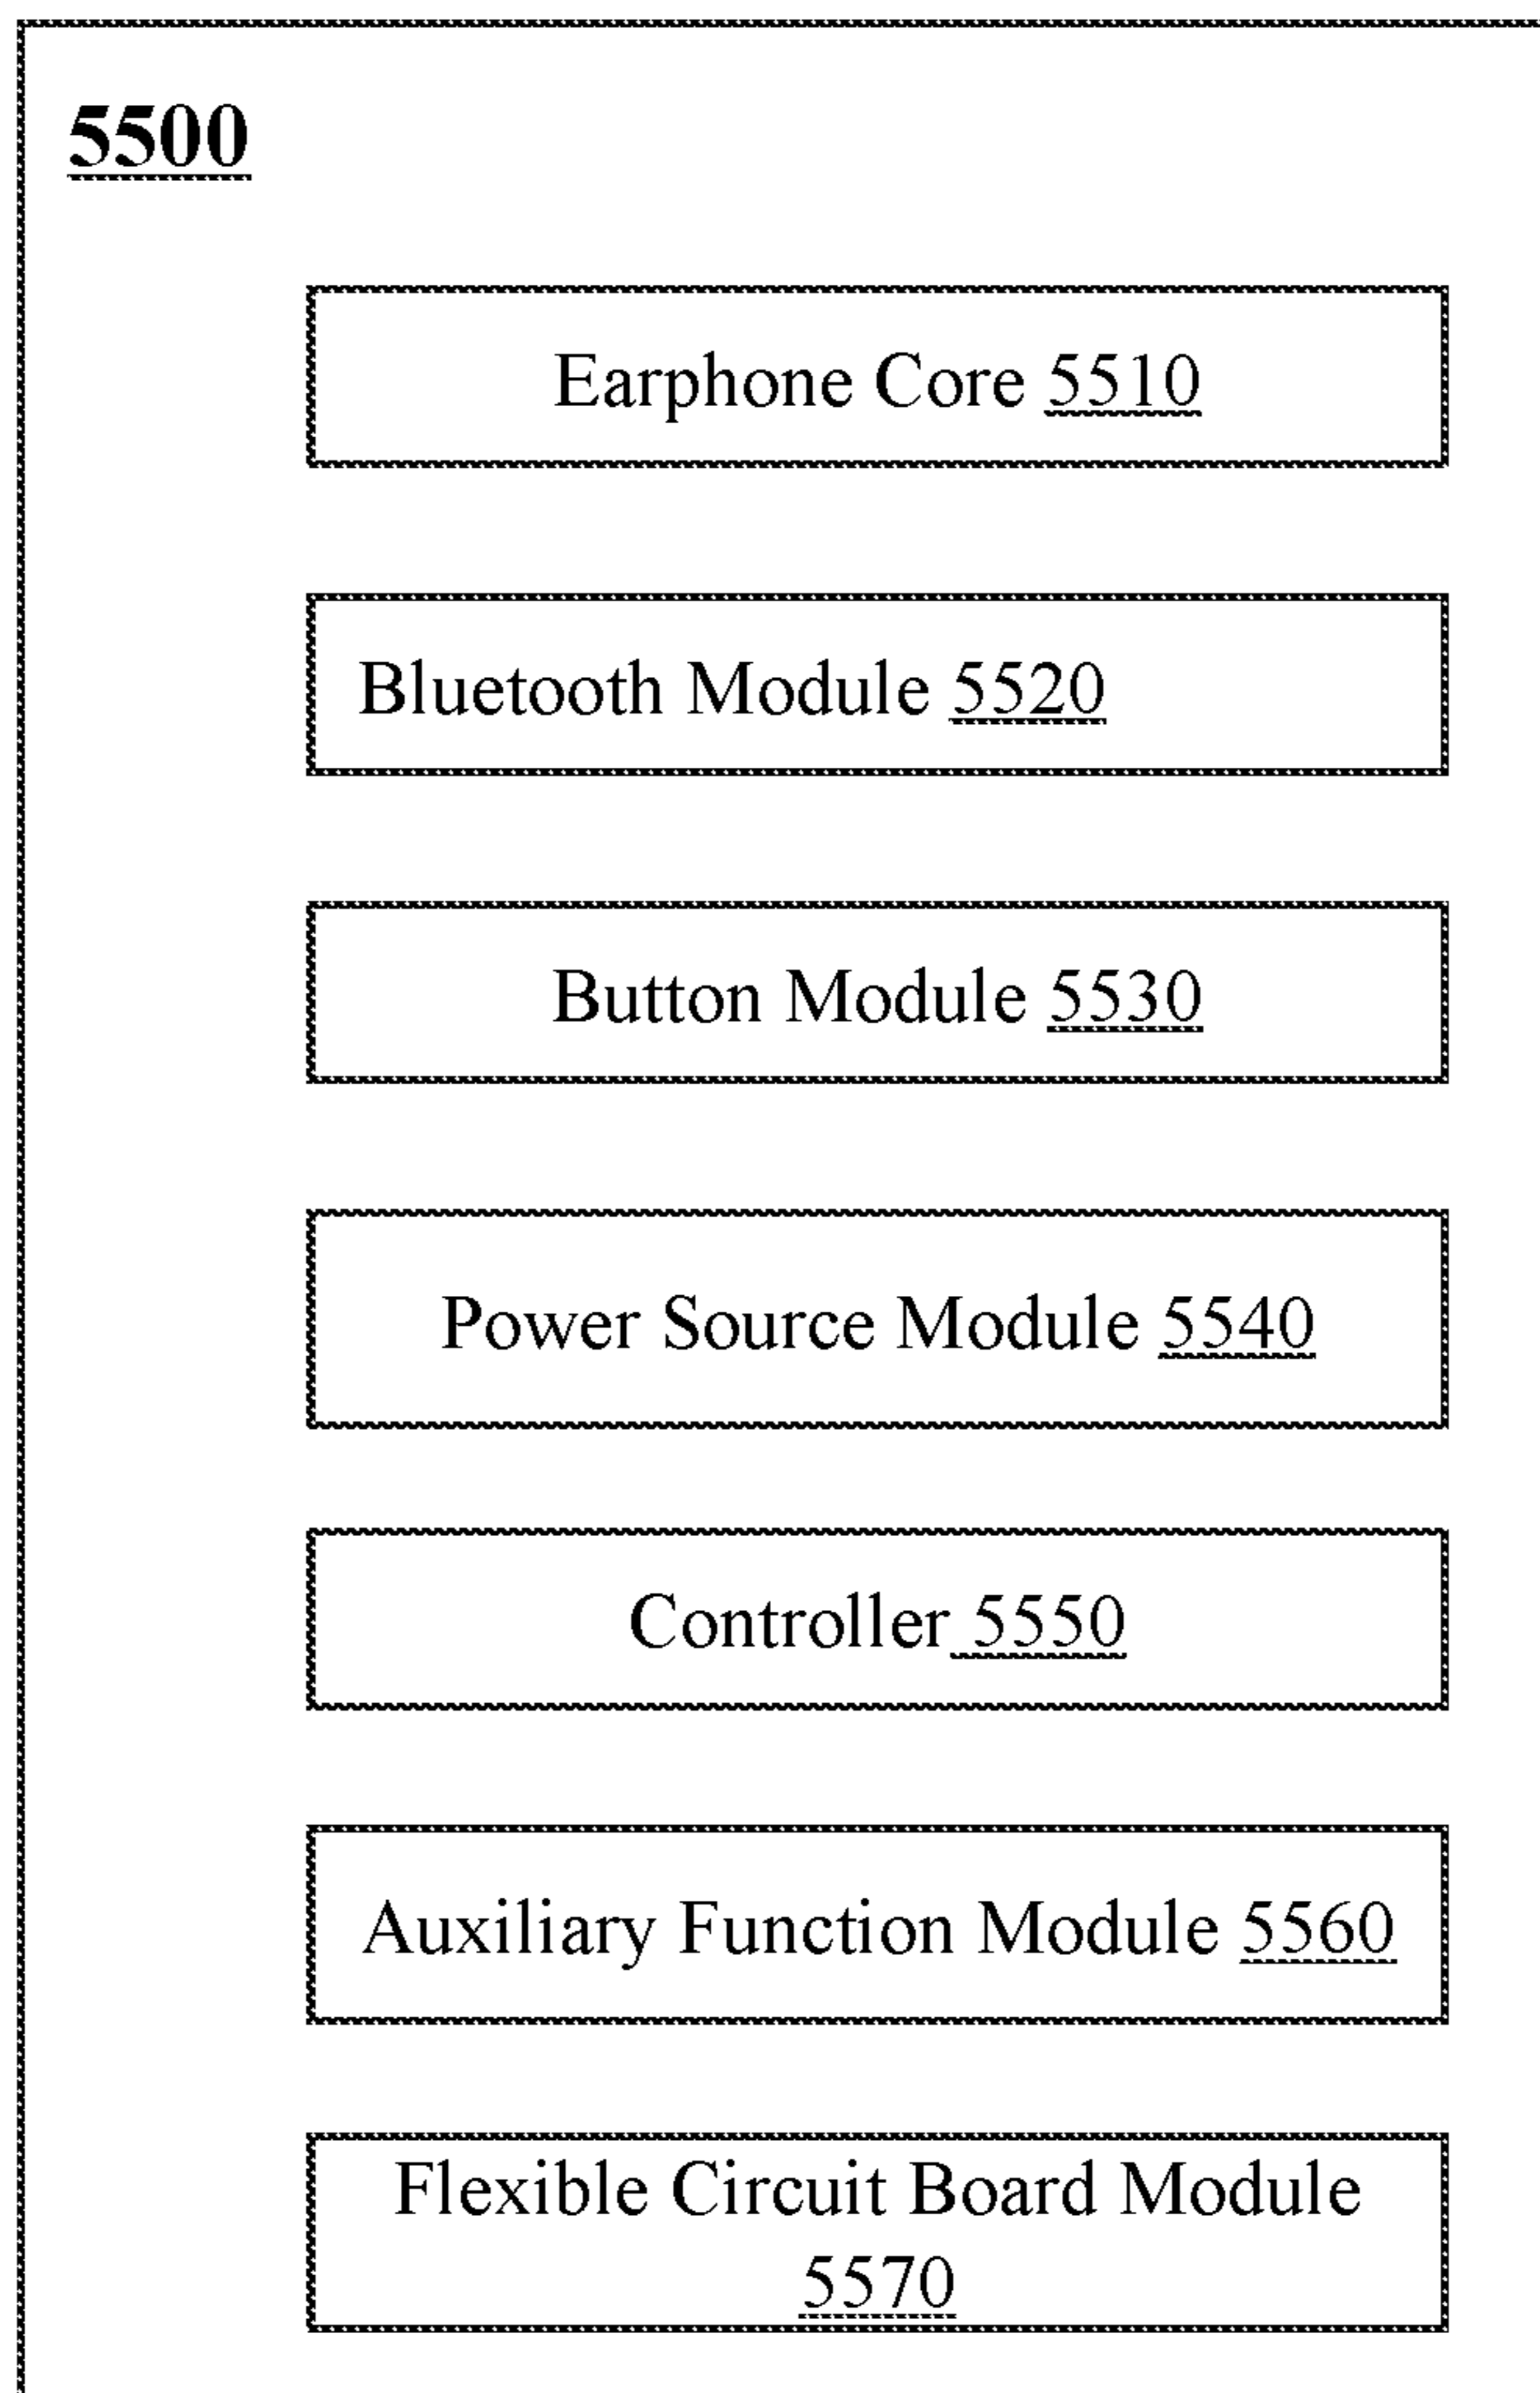 5500
Earphone Core 5510
Bluetooth Module 5520
Button Module 5530
Power Source Module 5540
Controller 5550
Auxiliary Function Module 5560
Flexible Circuit Board Module
5570